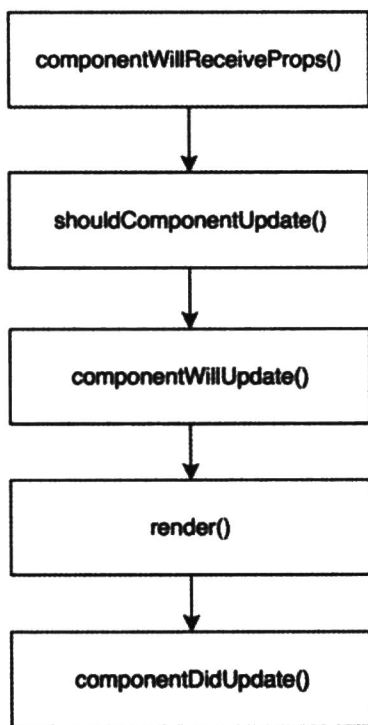 componentWillReceiveProps()
shouldComponentUpdate()
componentWillUpdate()
render()
componentDidUpdate()